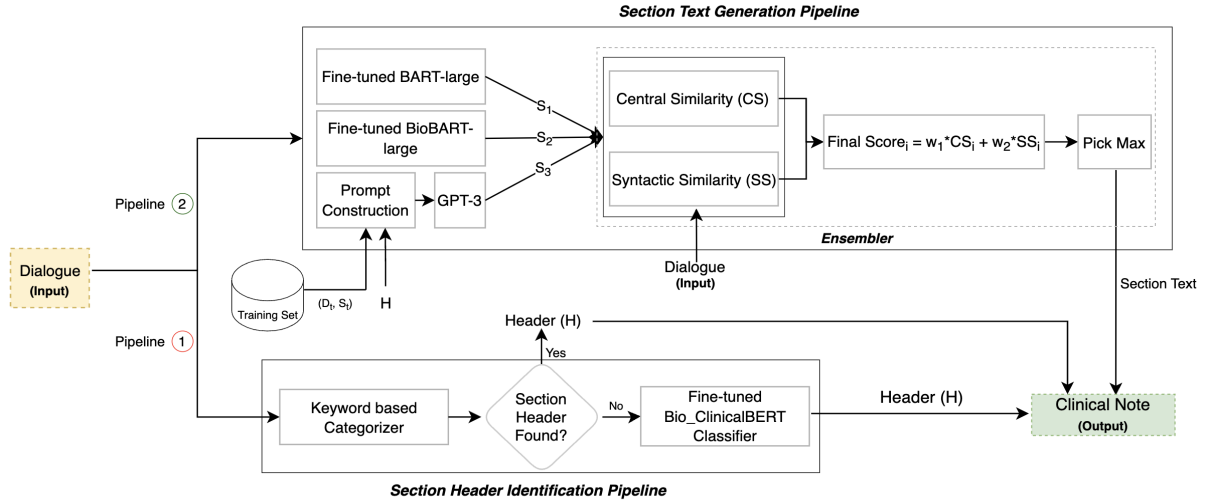 Section Text Generation Pipeline
Fine-tuned BART-large
Fine-tuned BioBART-
large
Prompt
Construction
GPT-3
S₁
S₂
S₃
Central Similarity (CS)
Syntactic Similarity (SS)
Final Scoreᵢ = w₁*CSᵢ + w₂*SSᵢ
Pick Max
Ensembler
Pipeline 2
Dialogue
(Input)
Training Set
(Dₜ, Sₜ)
H
Dialogue
(Input)
Section Text
Pipeline 1
Header (H)
Yes
Keyword based
Categorizer
Section
Header
Found?
No
Fine-tuned
Bio_ClinicalBERT
Classifier
Header (H)
Clinical Note
(Output)
Section Header Identification Pipeline